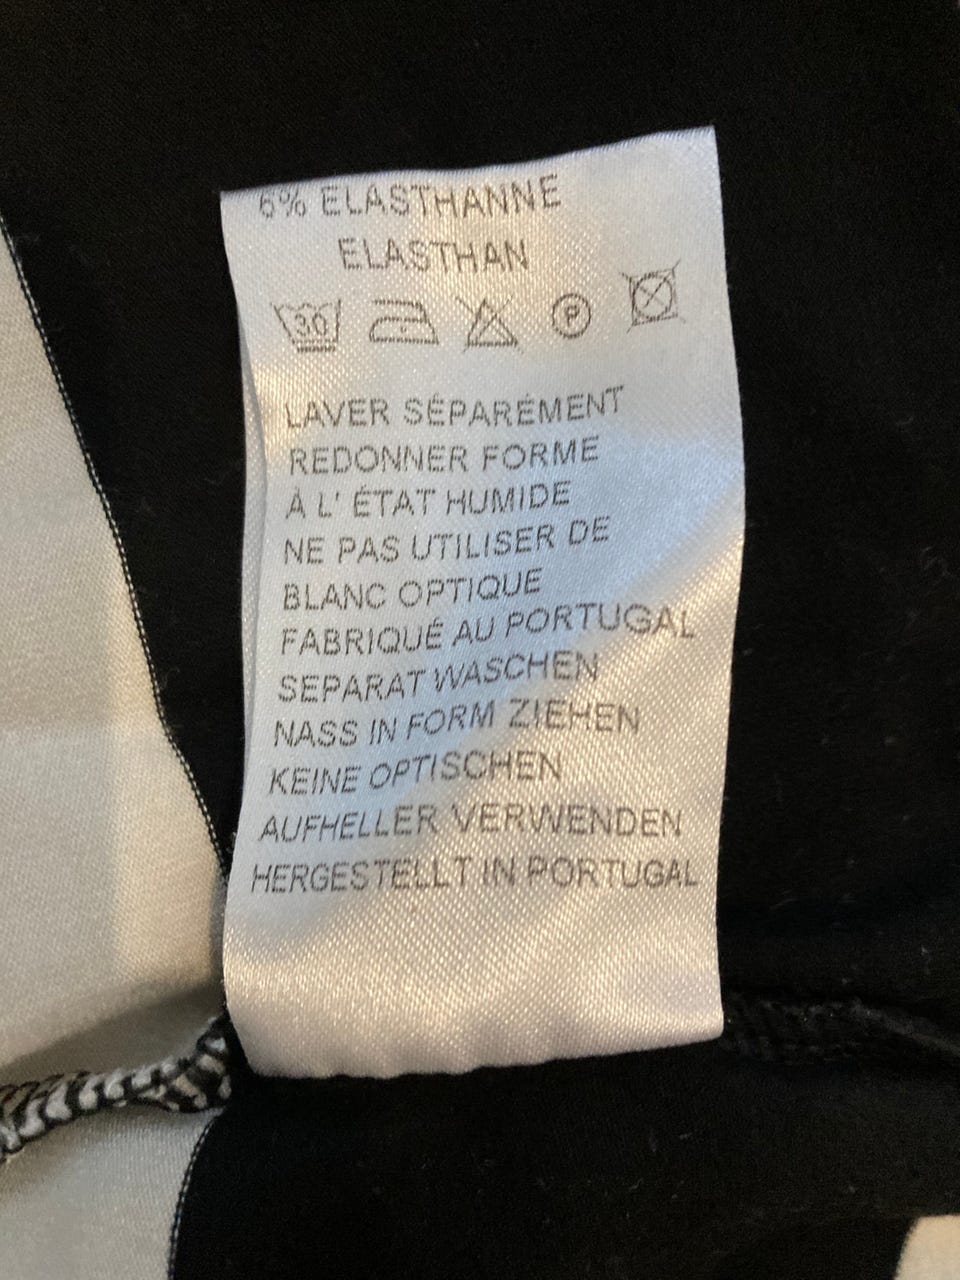 6% ELASTHANNE
ELASTHAN
30 P
LAVER SÉPARÉMENT
REDONNER FORME
À L' ÉTAT HUMIDE
NE PAS UTILISER DE
BLANC OPTIQUE
FABRIQUÉ AU PORTUGAL
SEPARAT WASCHEN
NASS IN FORM ZIEHEN
KEINE OPTISCHEN
AUFHELLER VERWENDEN
HERGESTELLT IN PORTUGAL